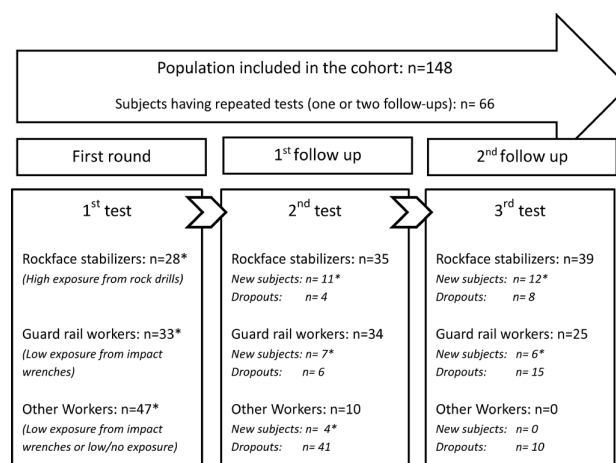 Population included in the cohort: n=148
Subjects having repeated tests (one or two follow-ups): n= 66
First round
1st follow up
2nd follow up
1st test
Rockface stabilizers: n=28*
(High exposure from rock drills)
Guard rail workers: n=33*
(Low exposure from impact
wrenches)
Other Workers: n=47*
(Low exposure from impact
wrenches or low/no exposure)
2nd test
Rockface stabilizers: n=35
New subjects: n= 11*
Dropouts: n= 4
Guard rail workers: n=34
New subjects: n= 7*
Dropouts: n= 6
Other Workers: n=10
New subjects: n= 4*
Dropouts: n= 41
3rd test
Rockface stabilizers: n=39
New subjects: n= 12*
Dropouts: n= 8
Guard rail workers: n=25
New subjects: n= 6*
Dropouts: n= 15
Other Workers: n=0
New subjects: n= 0
Dropouts: n= 10